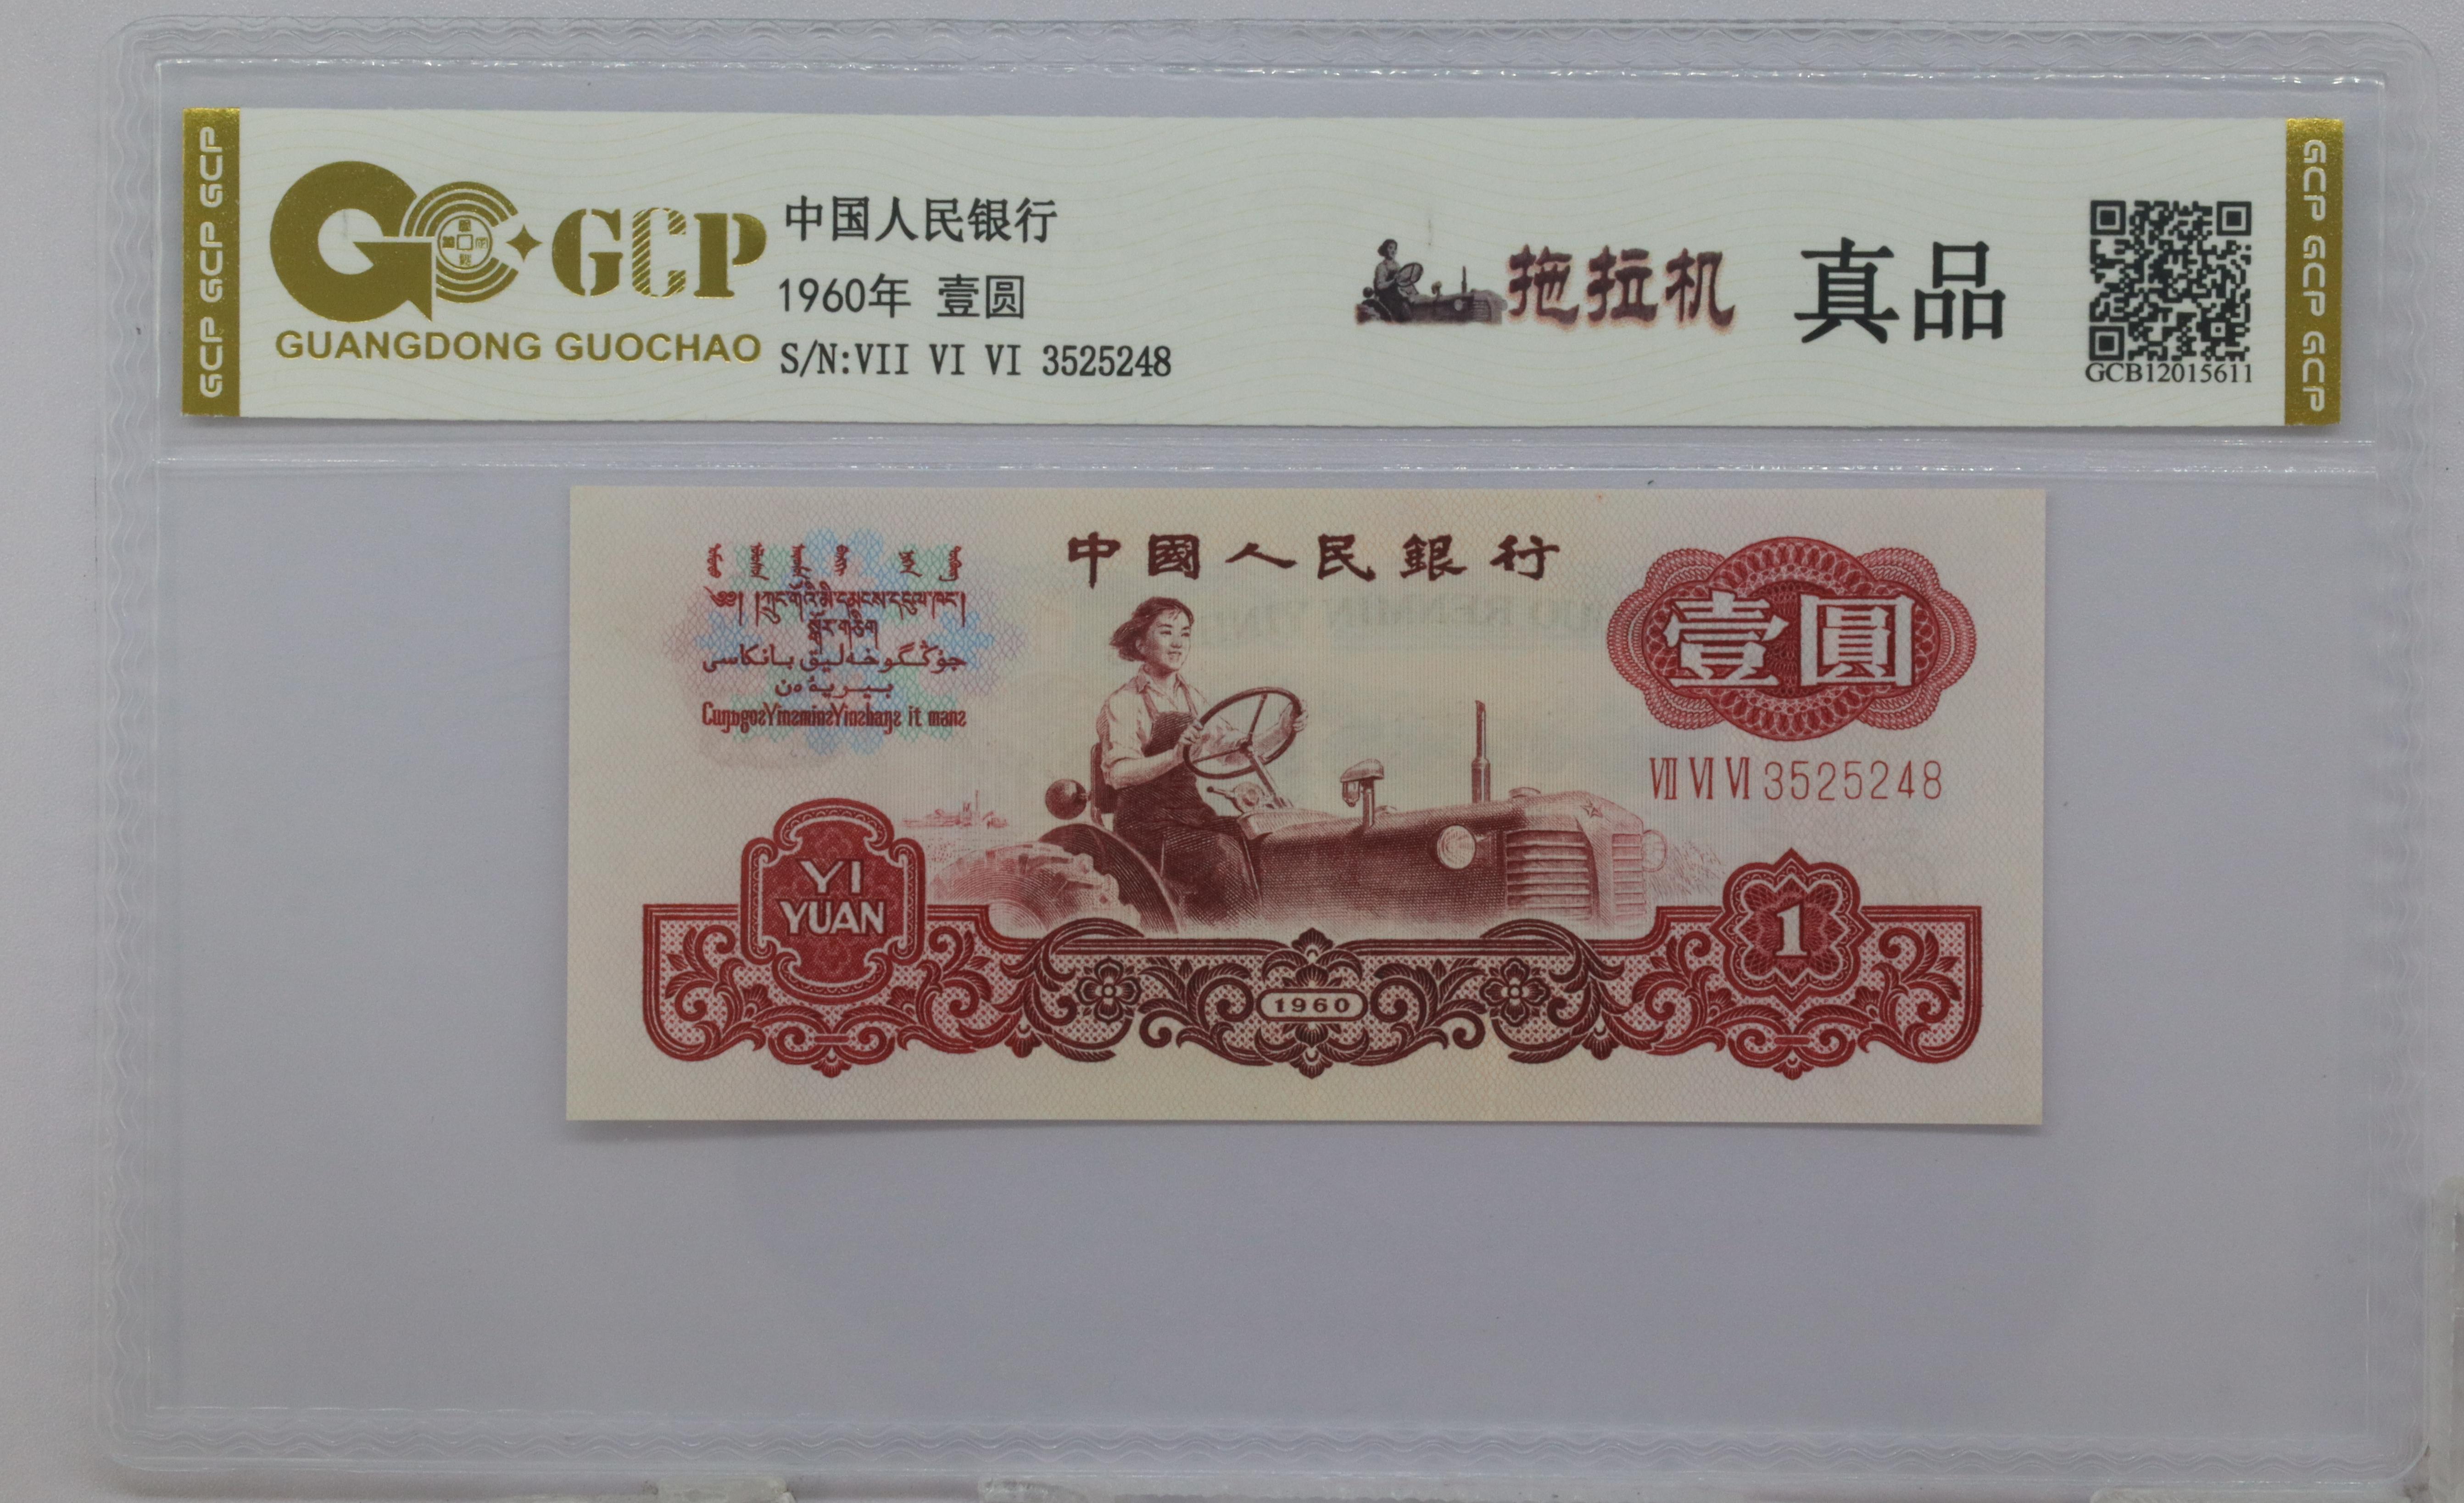 GCP GCP GCP
GCP
GUANGDONG GUOCHAO
中国人民银行
1960年 壹圆
S/N:VII VI VI 3525248
拖拉机
真品
GCB12015611
GCP GCP GCP
中國人民銀行
壹圓
VII VI VI 3525248
YI
YUAN
1960
1